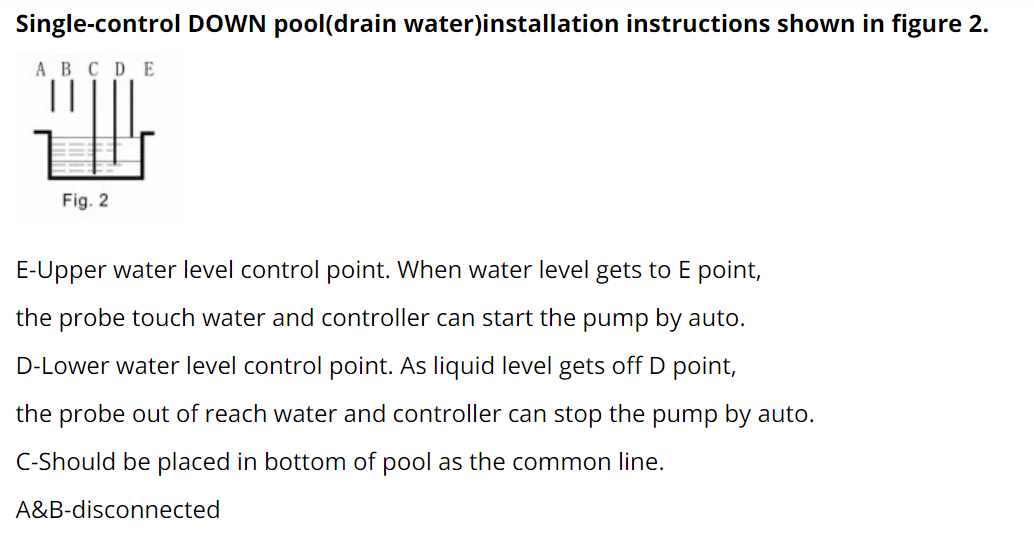 Single-control DOWN pool(drain water)installation instructions shown in figure 2.
A B C D E
Fig. 2
E-Upper water level control point. When water level gets to E point,
the probe touch water and controller can start the pump by auto.
D-Lower water level control point. As liquid level gets off D point,
the probe out of reach water and controller can stop the pump by auto.
C-Should be placed in bottom of pool as the common line.
A&B-disconnected